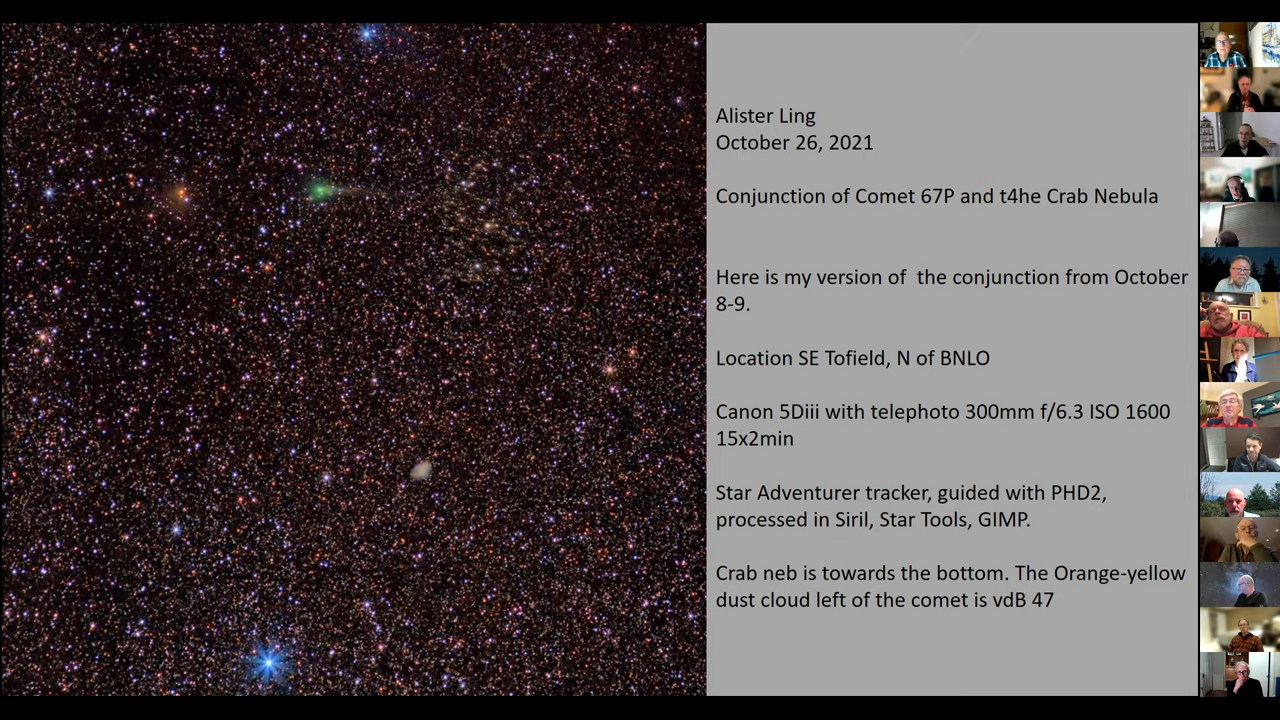 Alister Ling
October 26, 2021
Conjunction of Comet 67P and t4he Crab Nebula
Here is my version of  the conjunction from October
8-9.
Location SE Tofield, N of BNLO
Canon 5Diii with telephoto 300mm f/6.3 ISO 1600
15x2min
Star Adventurer tracker, guided with PHD2,
processed in Siril, Star Tools, GIMP.
Crab neb is towards the bottom. The Orange-yellow
dust cloud left of the comet is vdB 47